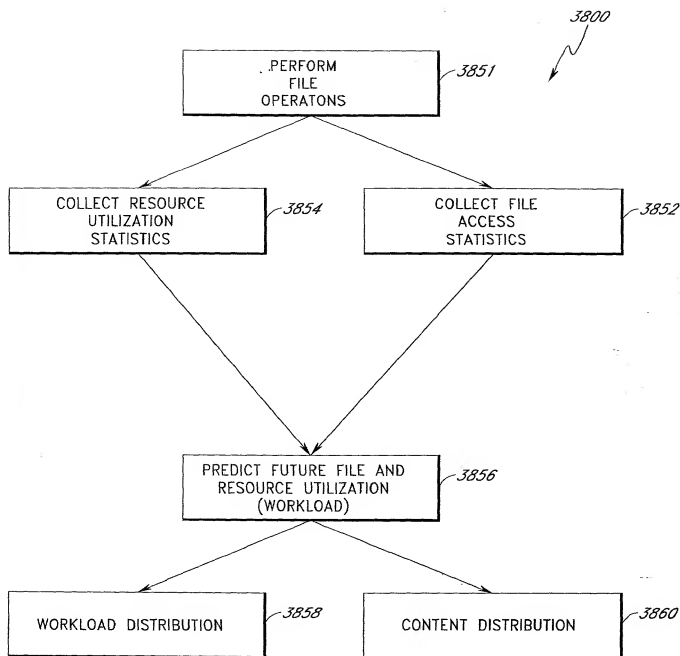 3800
PERFORM
FILE
OPERATONS
3851
COLLECT RESOURCE
UTILIZATION
STATISTICS
3854
COLLECT FILE
ACCESS
STATISTICS
3852
PREDICT FUTURE FILE AND
RESOURCE UTILIZATION
(WORKLOAD)
3856
WORKLOAD DISTRIBUTION
3858
CONTENT DISTRIBUTION
3860